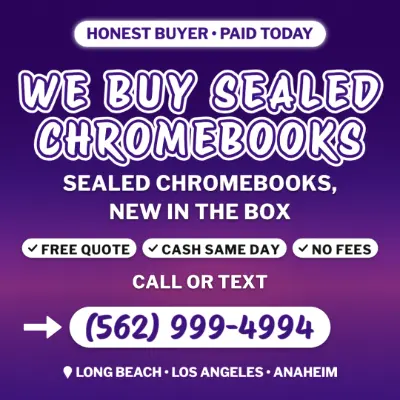 HONEST BUYER • PAID TODAY
WE BUY SEALED
CHROMEBOOKS
SEALED CHROMEBOOKS,
NEW IN THE BOX
✓ FREE QUOTE ✓ CASH SAME DAY ✓ NO FEES
CALL OR TEXT
(562) 999-4994
LONG BEACH • LOS ANGELES • ANAHEIM